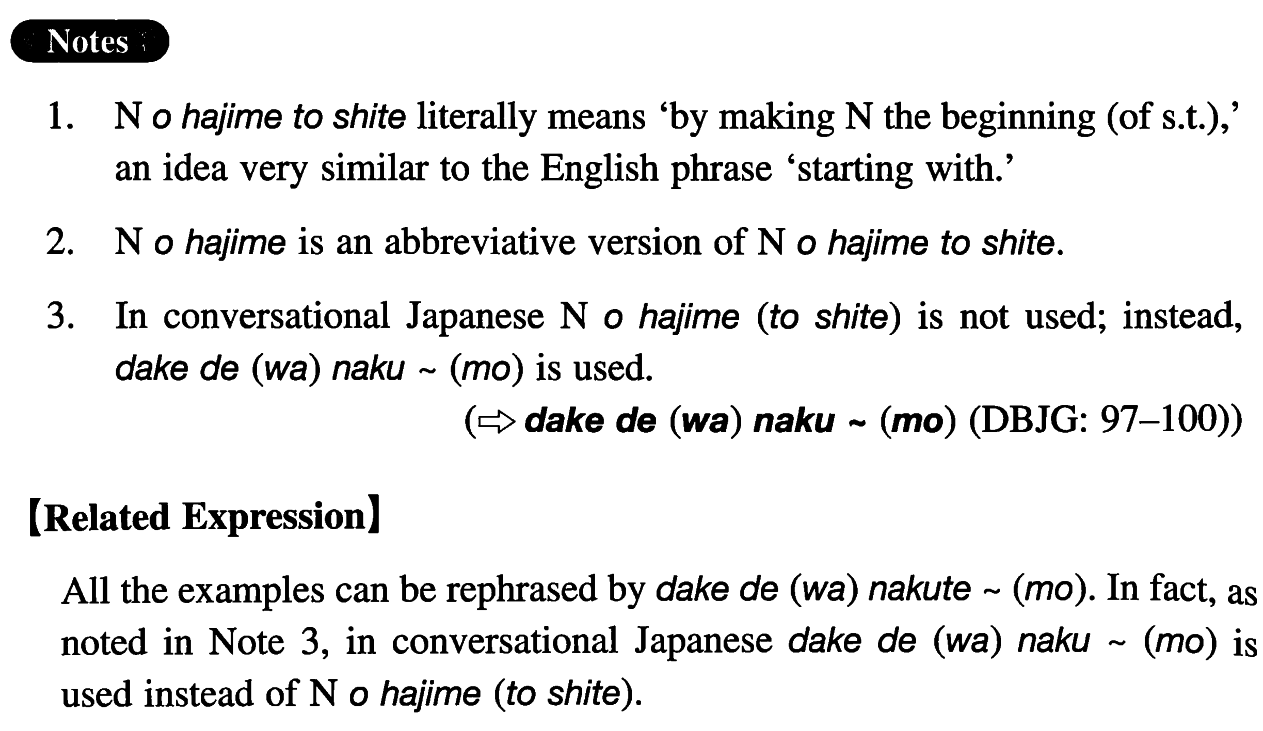 Notes
1. N o hajime to shite literally means ‘by making N the beginning (of s.t.),’
an idea very similar to the English phrase ‘starting with.’
2. N o hajime is an abbreviative version of N o hajime to shite.
3. In conversational Japanese N o hajime (to shite) is not used; instead,
dake de (wa) naku ~ (mo) is used.
(⇨ dake de (wa) naku ~ (mo) (DBJG: 97–100))
【Related Expression】
All the examples can be rephrased by dake de (wa) nakute ~ (mo). In fact, as
noted in Note 3, in conversational Japanese dake de (wa) naku ~ (mo) is
used instead of N o hajime (to shite).